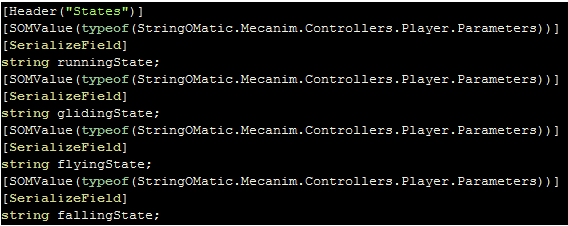 [Header("States")]
[SOMValue(typeof(StringOMatic.Mecanim.Controllers.Player.Parameters))]
[SerializeField]
string runningState;
[SOMValue(typeof(StringOMatic.Mecanim.Controllers.Player.Parameters))]
[SerializeField]
string glidingState;
[SOMValue(typeof(StringOMatic.Mecanim.Controllers.Player.Parameters))]
[SerializeField]
string flyingState;
[SOMValue(typeof(StringOMatic.Mecanim.Controllers.Player.Parameters))]
[SerializeField]
string fallingState;